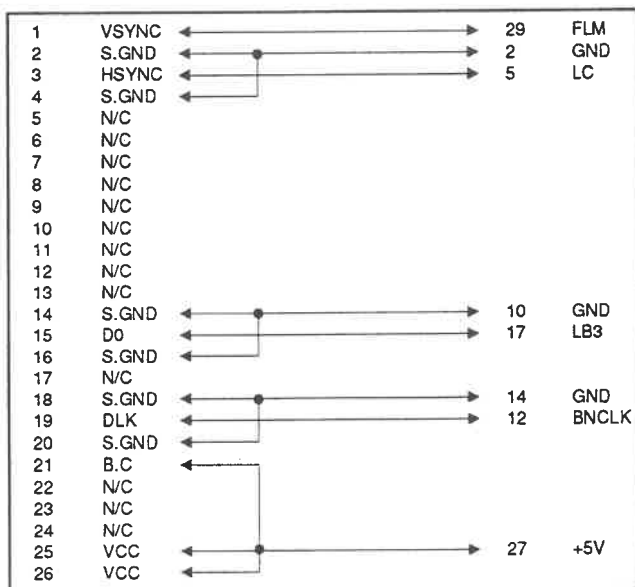 1 VSYNC 29 FLM
2 S.GND 2 GND
3 HSYNC 5 LC
4 S.GND
5 N/C
6 N/C
7 N/C
8 N/C
9 N/C
10 N/C
11 N/C
12 N/C
13 N/C
14 S.GND 10 GND
15 D0 17 LB3
16 S.GND
17 N/C
18 S.GND 14 GND
19 DLK 12 BNCLK
20 S.GND
21 B.C
22 N/C
23 N/C
24 N/C
25 VCC 27 +5V
26 VCC